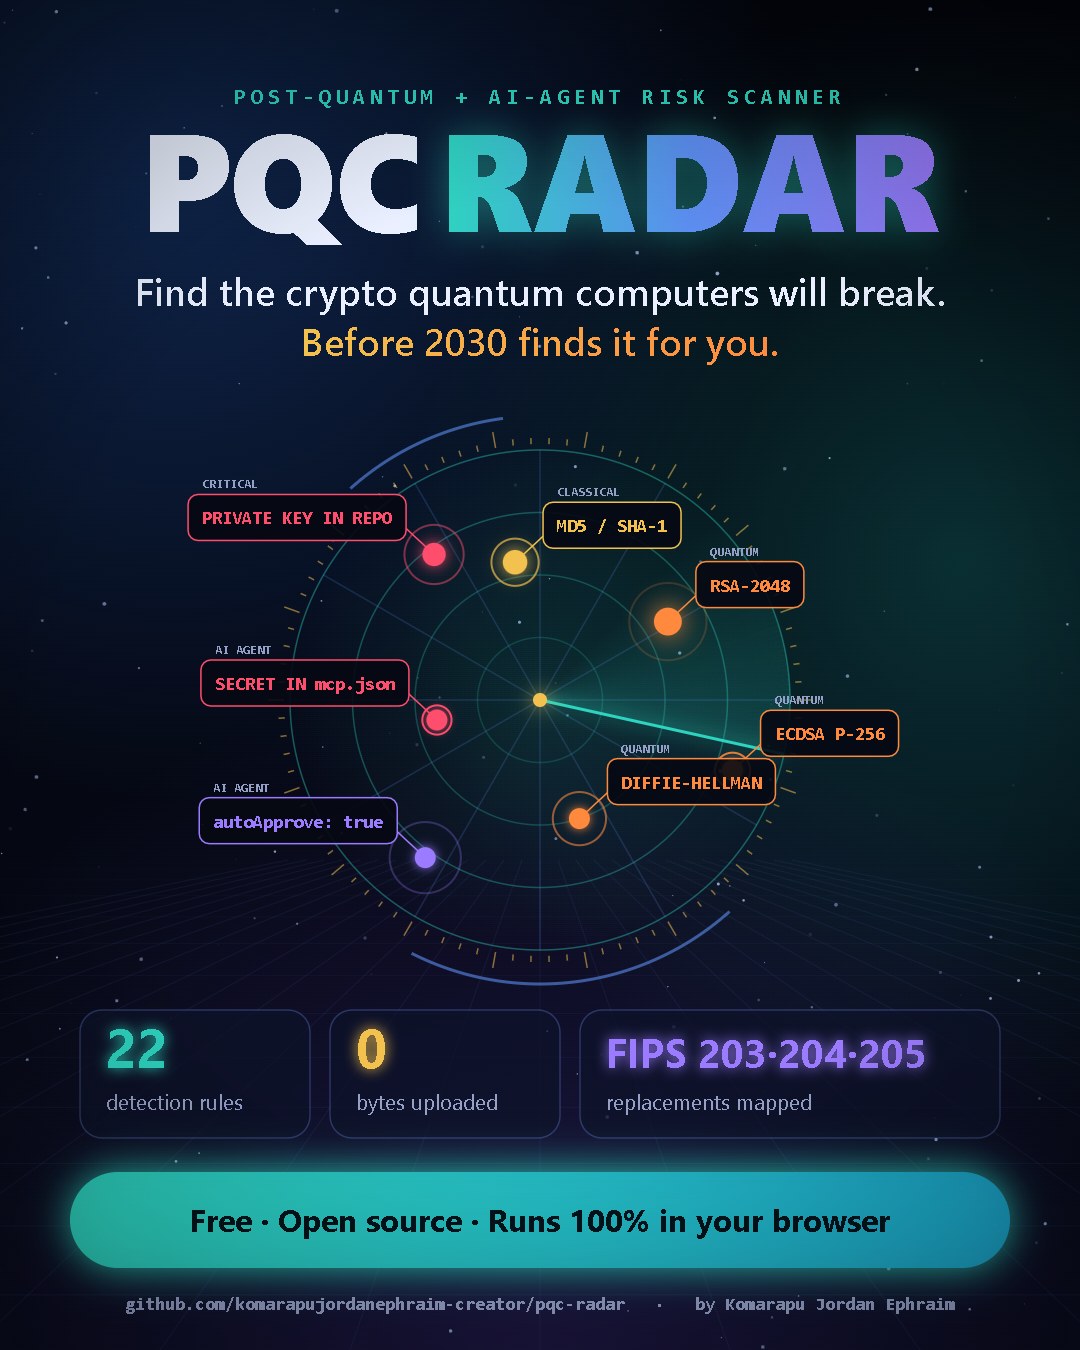 POST-QUANTUM + AI-AGENT RISK SCANNER
PQC RADAR
Find the crypto quantum computers will break.
Before 2030 finds it for you.
CRITICAL
PRIVATE KEY IN REPO
CLASSICAL
MD5 / SHA-1
QUANTUM
RSA-2048
AI AGENT
SECRET IN mcp.json
QUANTUM
ECDSA P-256
QUANTUM
DIFFIE-HELLMAN
AI AGENT
autoApprove: true
22
detection rules
0
bytes uploaded
FIPS 203·204·205
replacements mapped
Free · Open source · Runs 100% in your browser
github.com/komarapujordanephraim-creator/pqc-radar · by Komarapu Jordan Ephraim